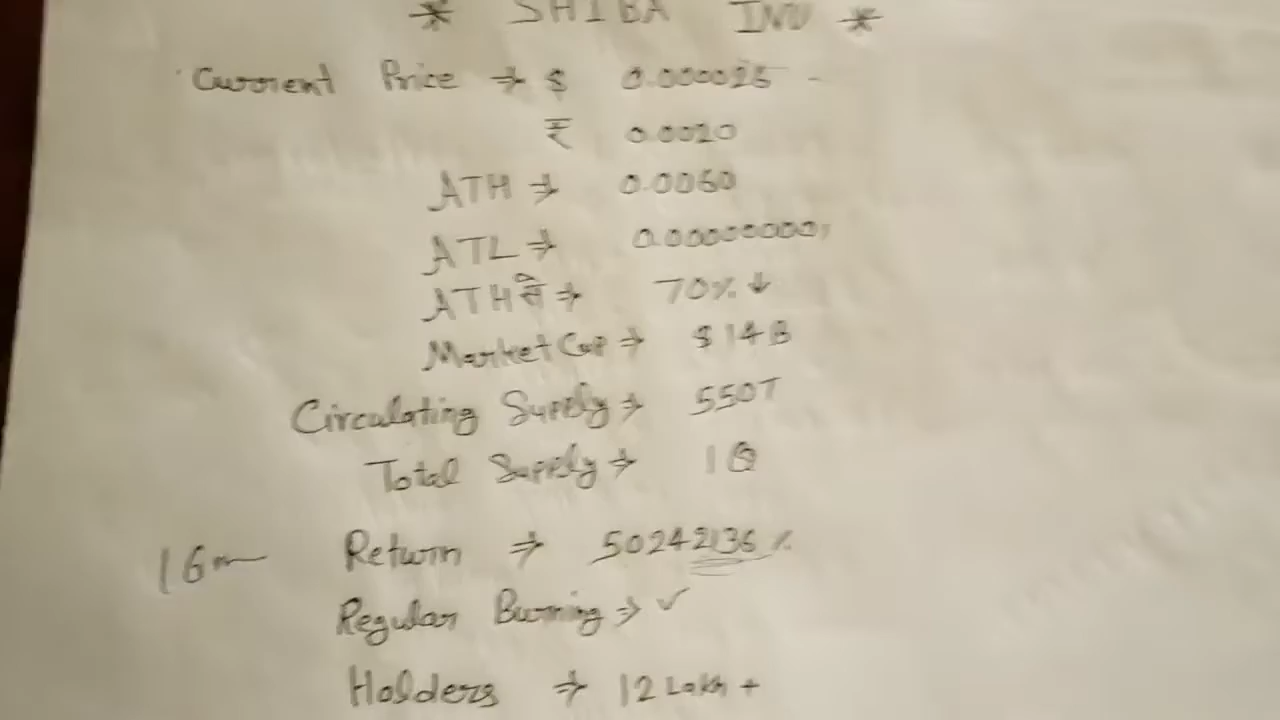 * SHIBA INU *
Current Price → $ 0.000025 -
₹ 0.0020
ATH → 0.0060
ATL → 0.00000000
ATH से → 70% ↓
Market Cap → $ 14B
Circulating Supply → 550T
Total Supply → 1Q
16m Return → 50242136 %
Regular Burning → ✓
Holders → 12 Lakh +